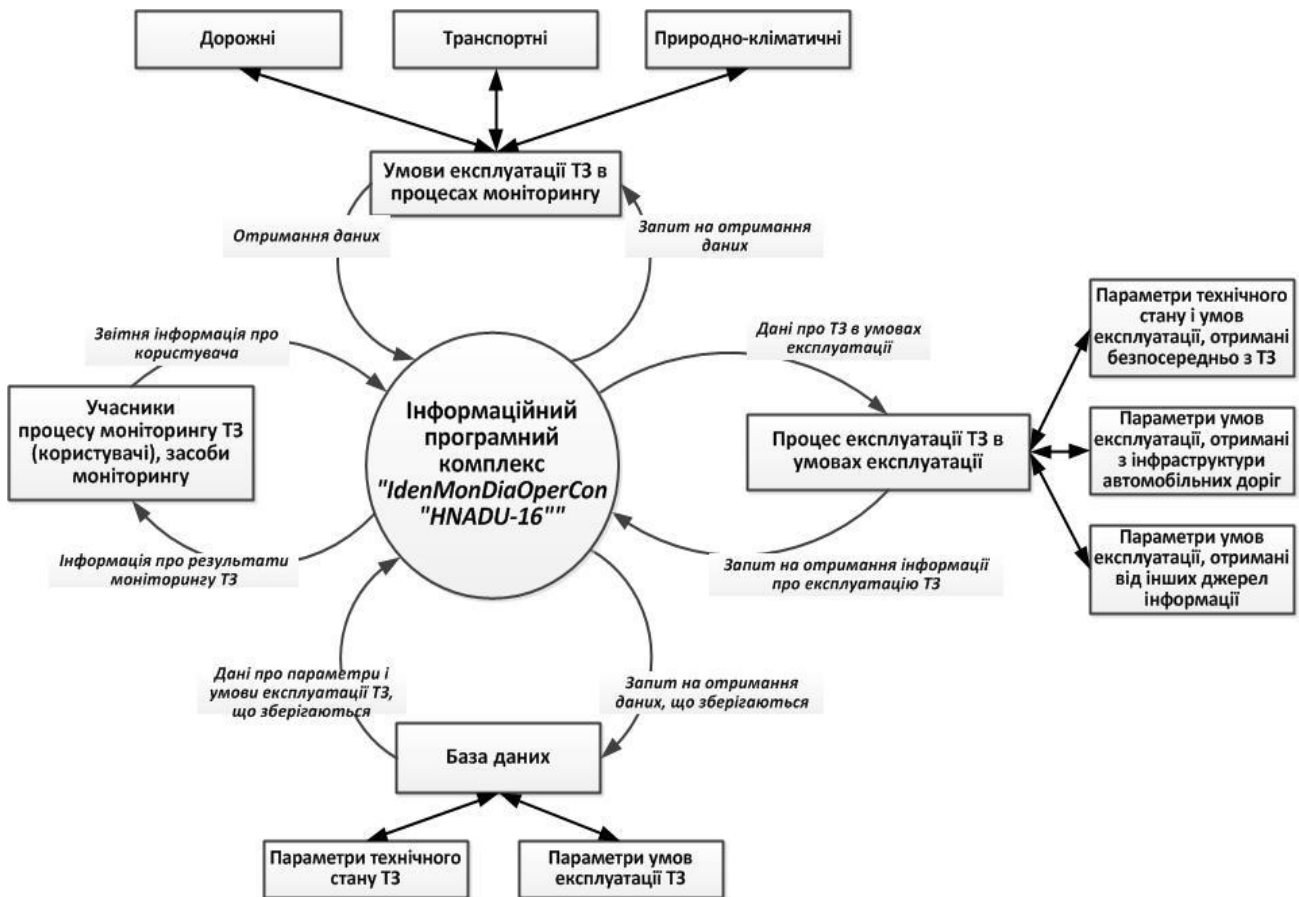 Дорожні
Транспортні
Природно-кліматичні
Умови експлуатації ТЗ в
процесах моніторингу
Отримання даних
Запит на отримання
даних
Звітня інформація про
користувача
Дані про ТЗ в умовах
експлуатації
Параметри технічного
стану і умов
експлуатації, отримані
безпосередньо з ТЗ
Учасники
процесу моніторингу ТЗ
(користувачі), засоби
моніторингу
Інформаційний
програмний
комплекс
"IdenMonDiaOperCon
"HNADU-16""
Процес експлуатації ТЗ в
умовах експлуатації
Параметри умов
експлуатації, отримані
з інфраструктури
автомобільних доріг
Інформація про результати
моніторингу ТЗ
Запит на отримання інформації
про експлуатацію ТЗ
Параметри умов
експлуатації, отримані
від інших джерел
інформації
Дані про параметри і
умови експлуатації ТЗ,
що зберігаються
Запит на отримання
даних, що зберігаються
База даних
Параметри технічного
стану ТЗ
Параметри умов
експлуатації ТЗ